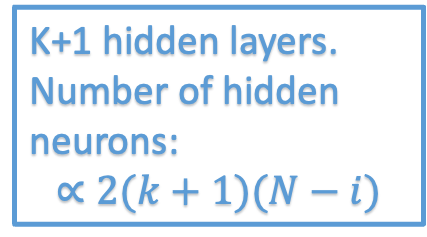 K+1 hidden layers.
Number of hidden
neurons:
∝ 2(k + 1)(N − i)